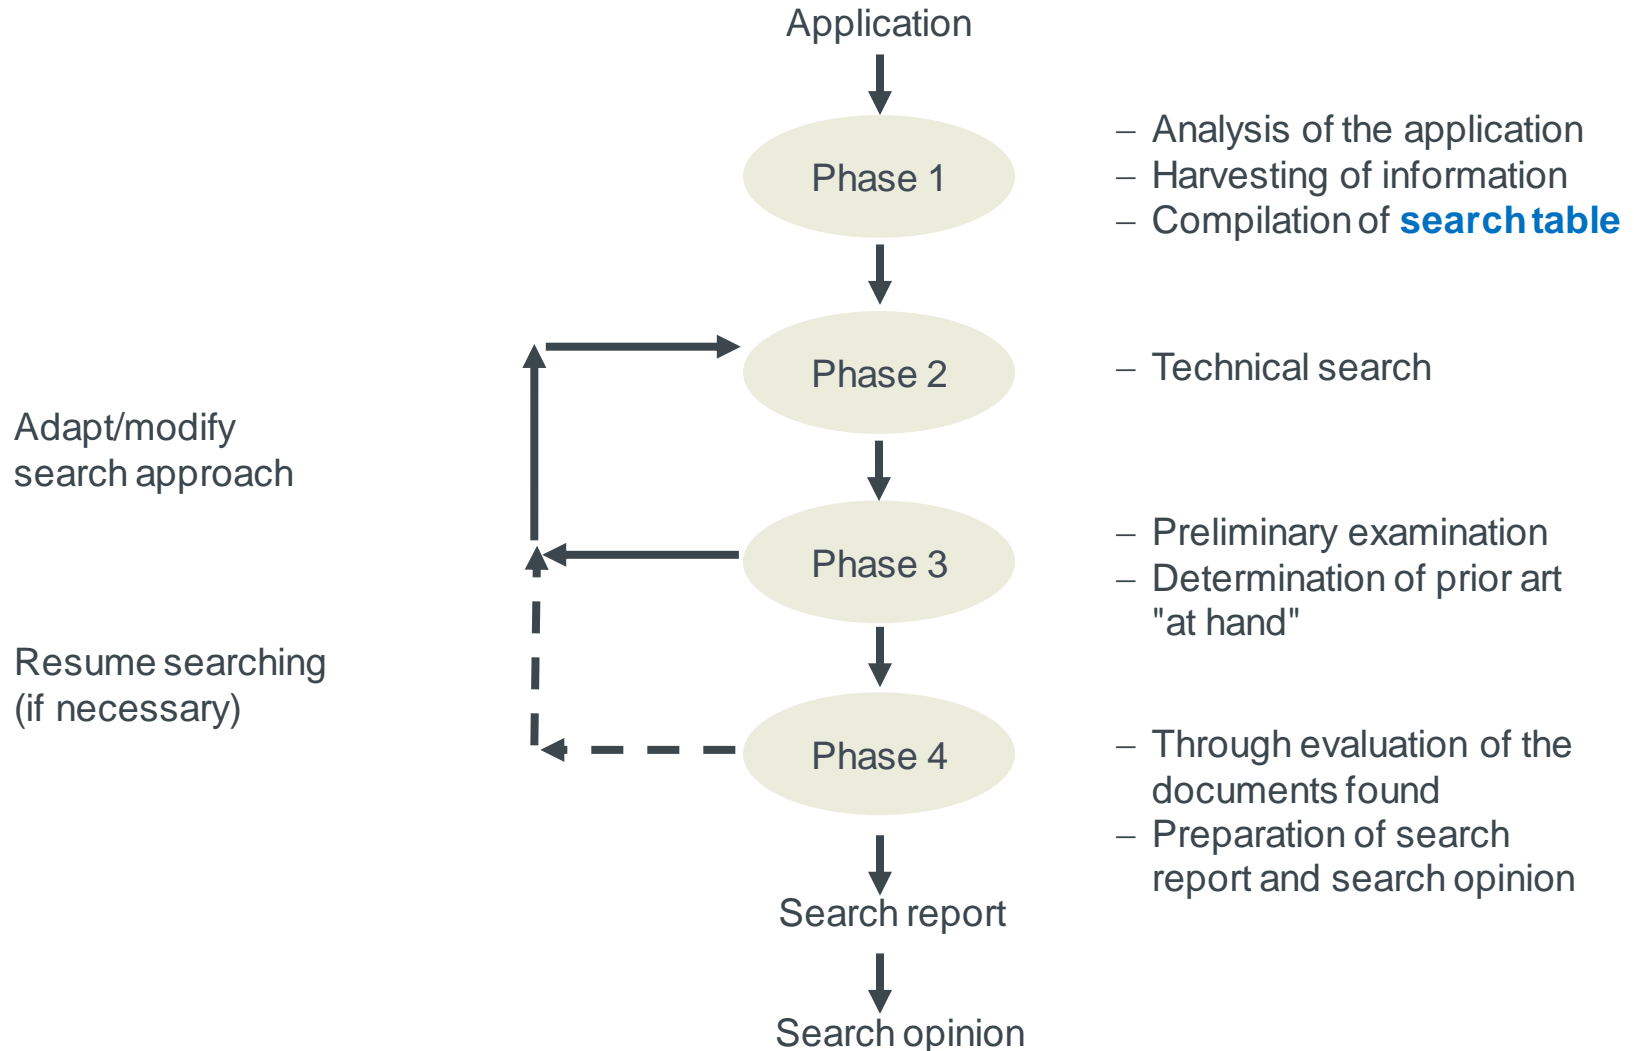 Application
Phase 1
– Analysis of the application
– Harvesting of information
– Compilation of search table
Phase 2
– Technical search
Adapt/modify
search approach
Phase 3
– Preliminary examination
– Determination of prior art
"at hand"
Resume searching
(if necessary)
Phase 4
– Through evaluation of the
documents found
– Preparation of search
report and search opinion
Search report
Search opinion